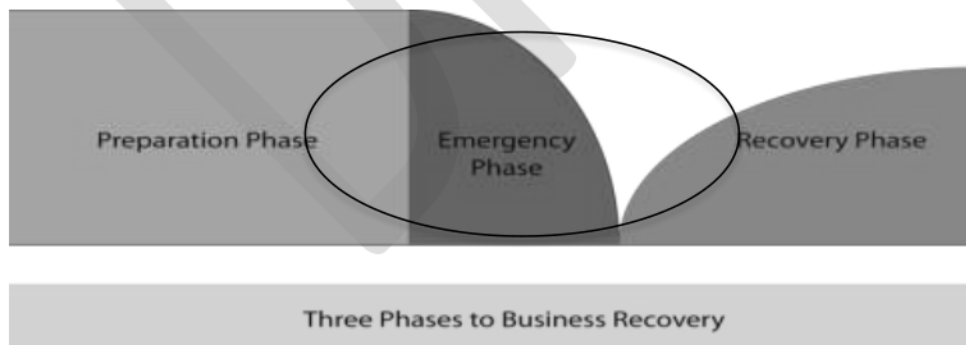 Preparation Phase
Emergency
Phase
Recovery Phase
Three Phases to Business Recovery